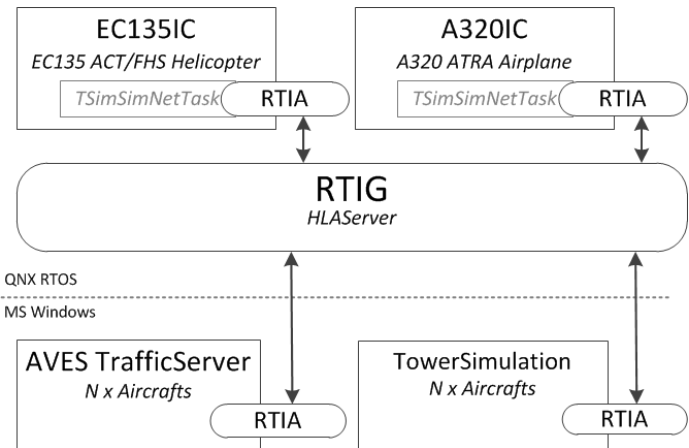 EC135IC
EC135 ACT/FHS Helicopter
TSimSimNetTask
RTIA
A320IC
A320 ATRA Airplane
TSimSimNetTask
RTIA
RTIG
HLAServer
QNX RTOS
MS Windows
AVES TrafficServer
N x Aircrafts
RTIA
TowerSimulation
N x Aircrafts
RTIA